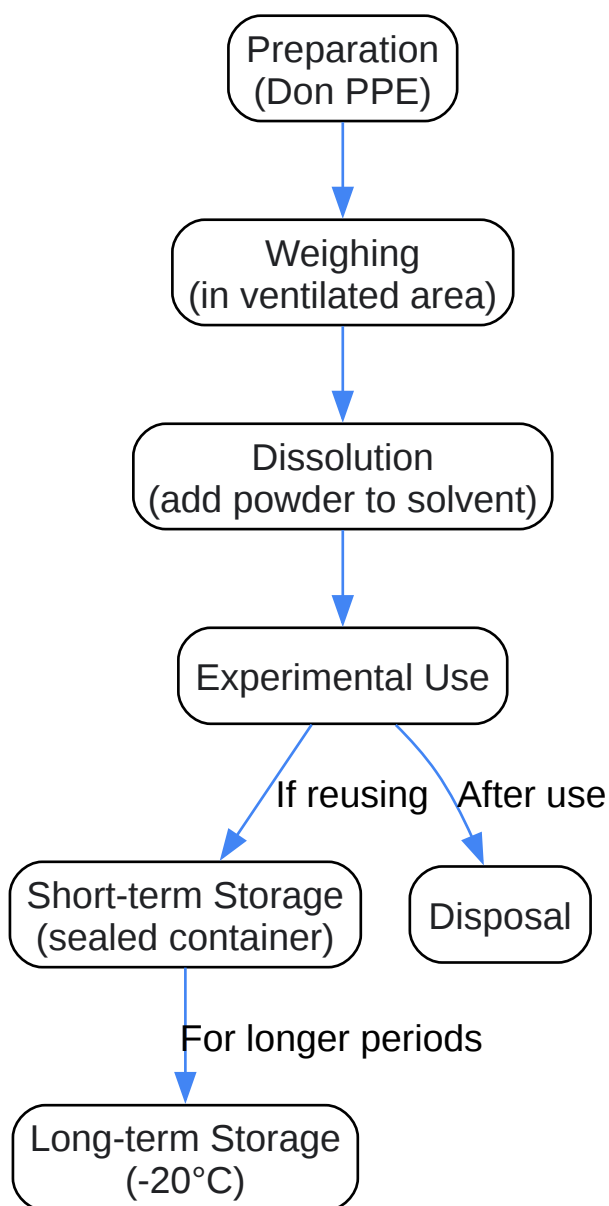 Preparation
(Don PPE)
Weighing
(in ventilated area)
Dissolution
(add powder to solvent)
Experimental Use
If reusing
After use
Short-term Storage
(sealed container)
Disposal
For longer periods
Long-term Storage
(-20°C)